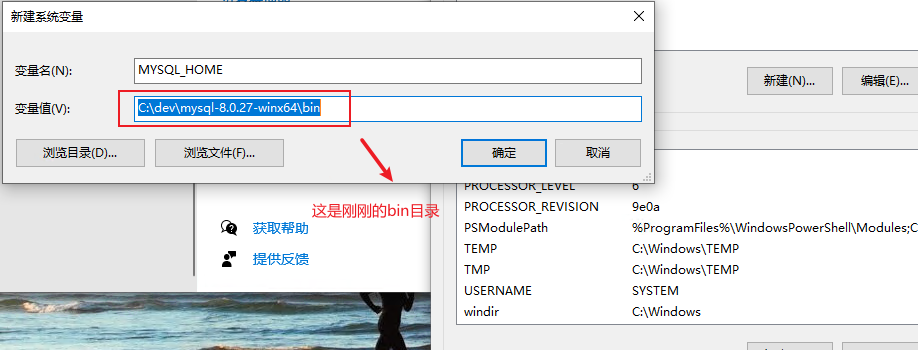 新建系统变量
变量名(N):
MYSQL_HOME
变量值(V):
C:\dev\mysql-8.0.27-winx64\bin
浏览目录(D)...
浏览文件(F)...
确定
取消
新建(N)...
编辑(E)...
这是刚刚的bin目录
获取帮助
提供反馈
PROCESSOR_LEVEL 6
PROCESSOR_REVISION 9e0a
PSModulePath %ProgramFiles%\WindowsPowerShell\Modules;C
TEMP C:\Windows\TEMP
TMP C:\Windows\TEMP
USERNAME SYSTEM
windir C:\Windows